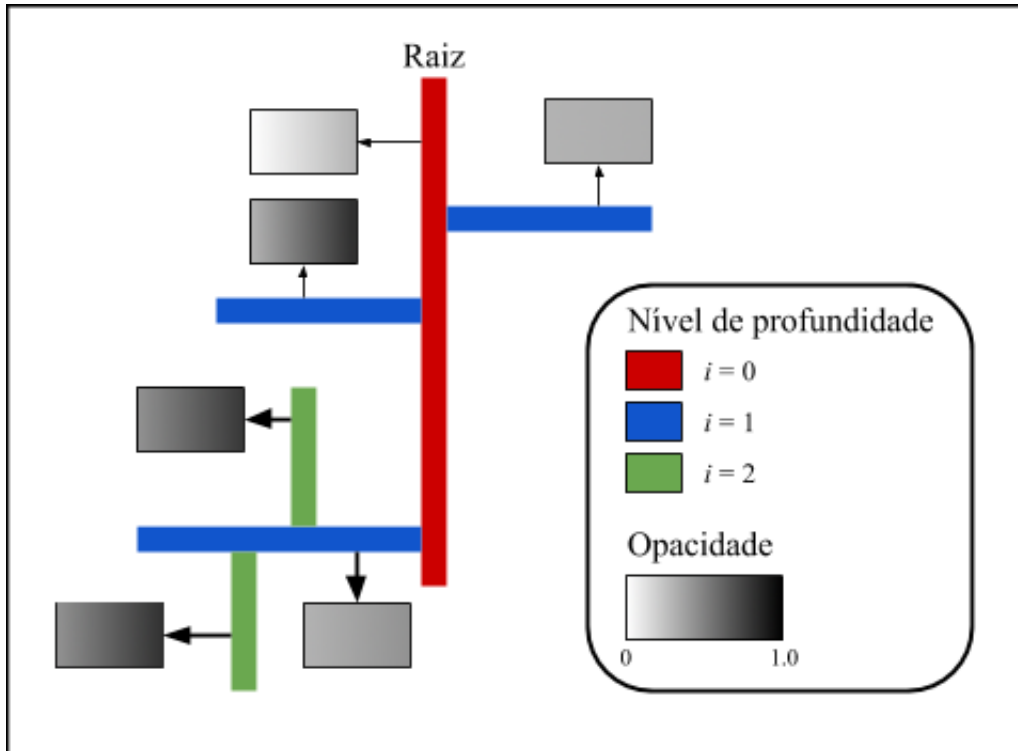 Raiz
Nível de profundidade
i = 0
i = 1
i = 2
Opacidade
0 1.0